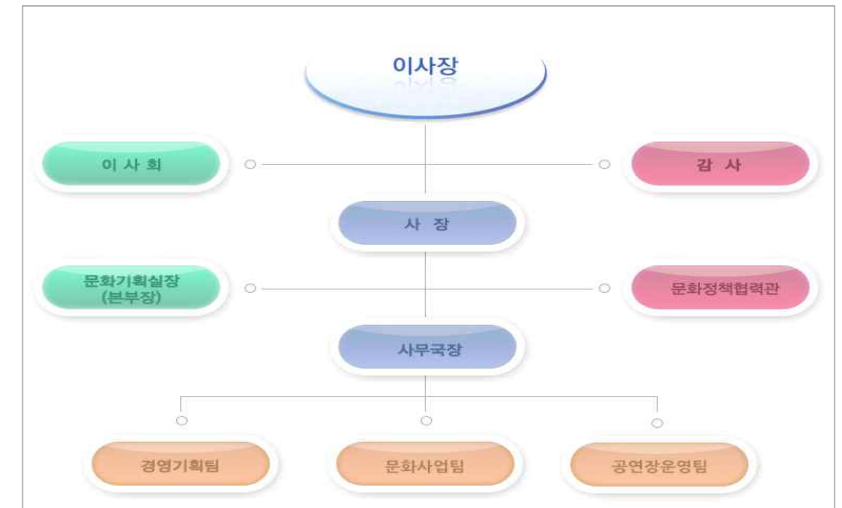 이사장
이 사 회
감 사
사 장
문화기획실장
(본부장)
문화정책협력관
사무국장
경영기획팀
문화사업팀
공연장운영팀